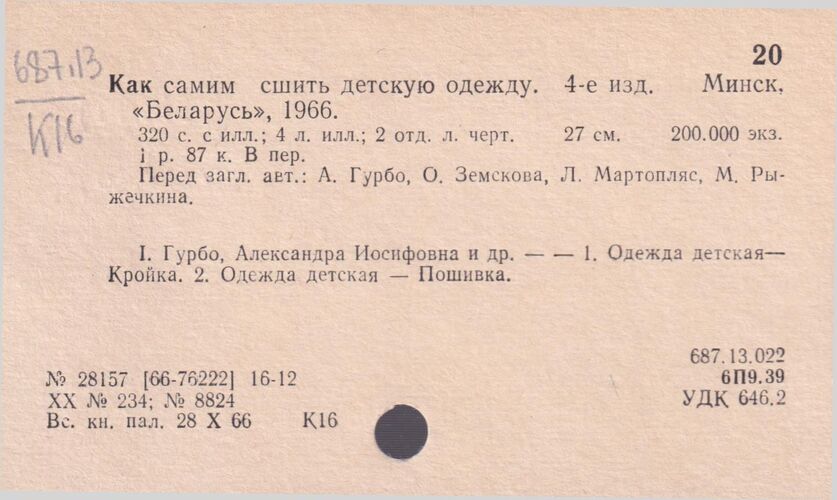 687.13
К16
20
Как самим сшить детскую одежду. 4-е изд. Минск,
«Беларусь», 1966.
320 с. с илл.; 4 л. илл.; 2 отд. л. черт. 27 см. 200.000 экз.
1 р. 87 к. В пер.
Перед загл. авт.: А. Гурбо, О. Земскова, Л. Мартопляс, М. Ры-
жечкина.
I. Гурбо, Александра Иосифовна и др. — — 1. Одежда детская—
Кройка. 2. Одежда детская — Пошивка.
687.13.022
№ 28157 [66-76222] 16-12 6П9.39
XX № 234; № 8824 УДК 646.2
Вс. кн. пал. 28 X 66 К16